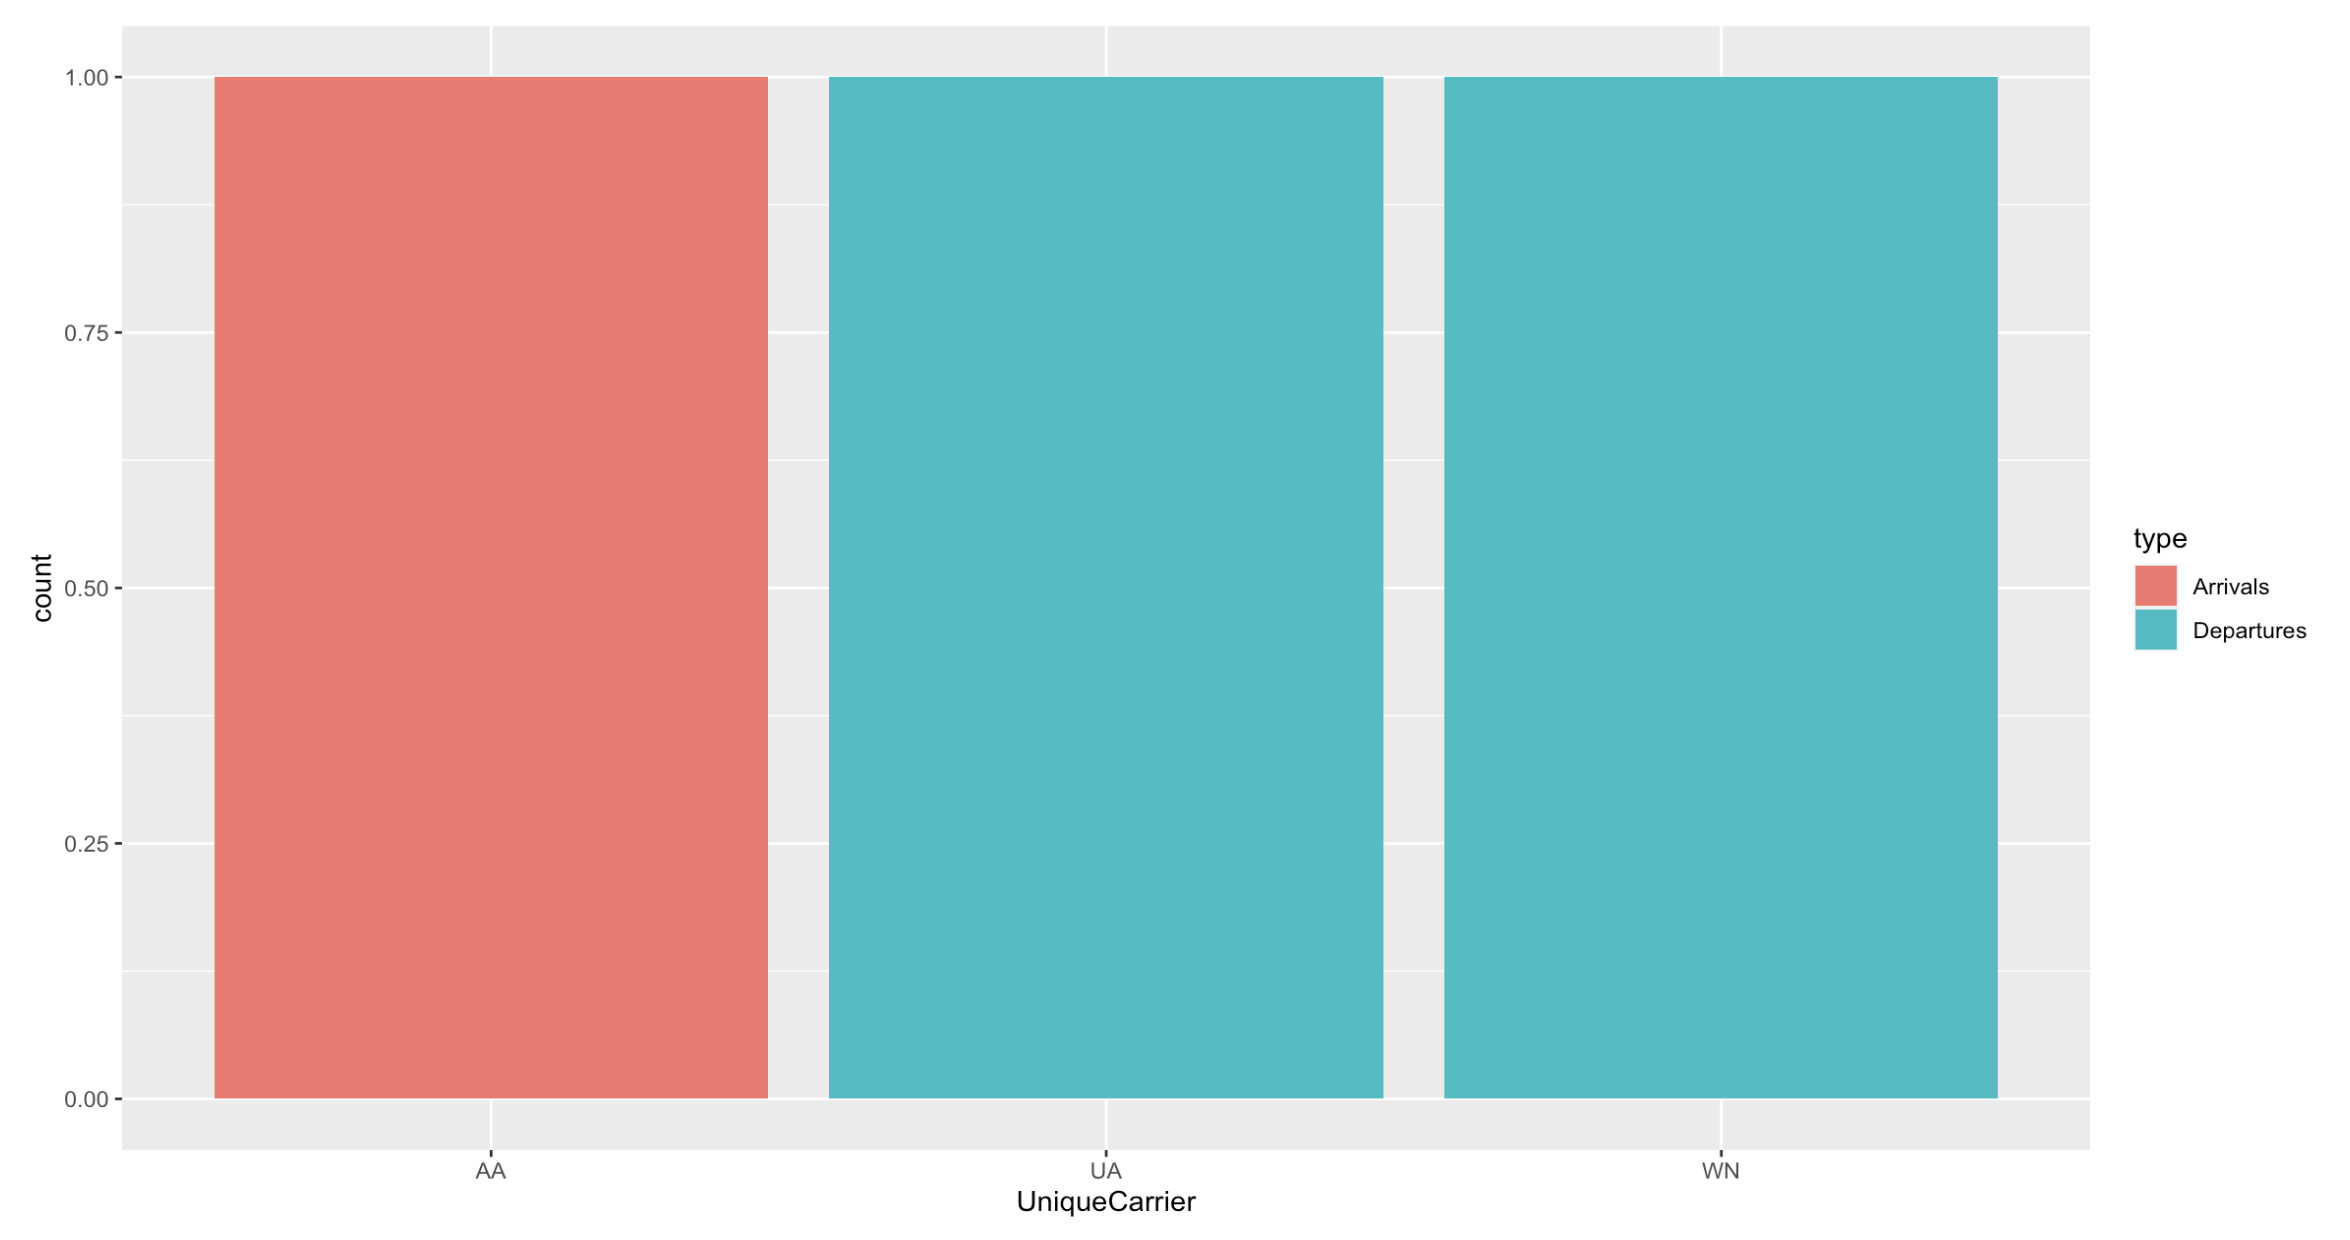 1.00
0.75
0.50
0.25
0.00
count
AA
UA
WN
UniqueCarrier
type
Arrivals
Departures